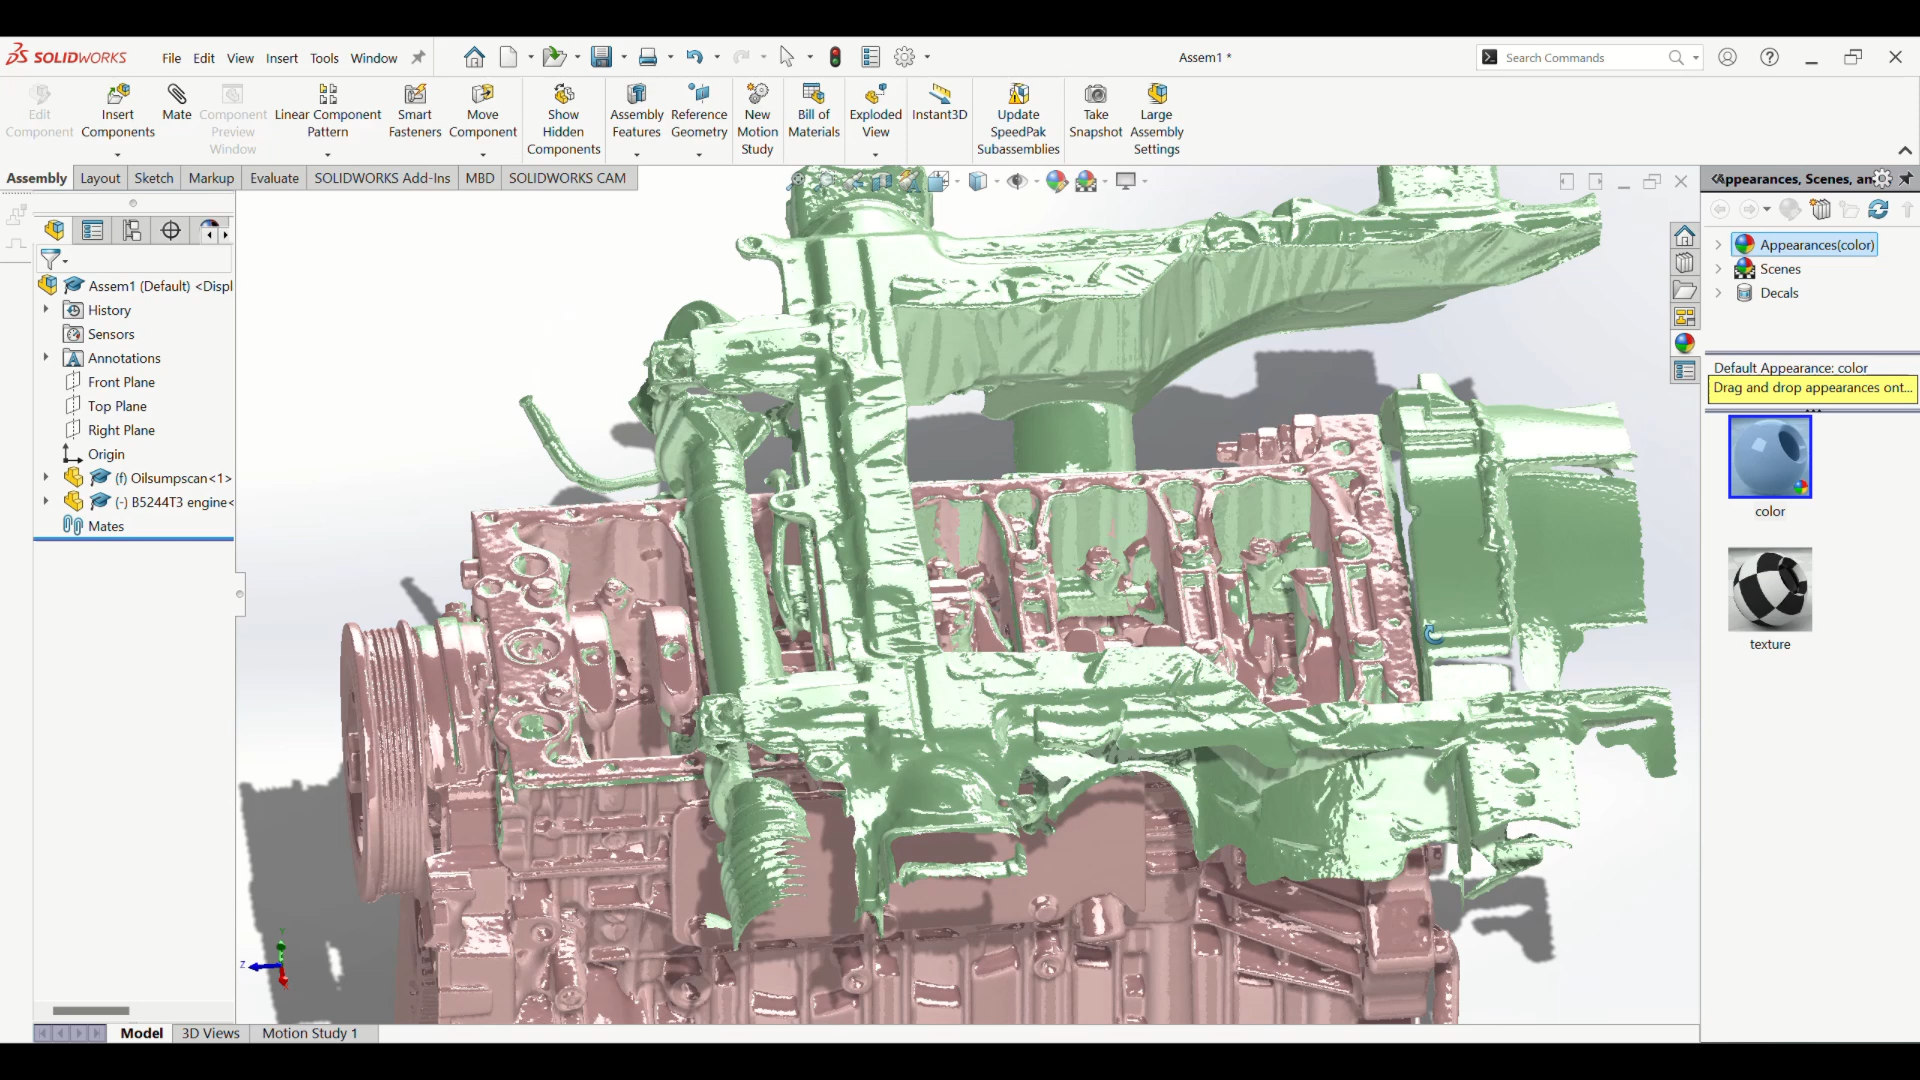 SOLIDWORKS File Edit View Insert Tools Window Assem1 * Search Commands
Edit Component
Insert Components
Mate
Component Preview Window
Linear Component Pattern
Smart Fasteners
Move Component
Show Hidden Components
Assembly Features
Reference Geometry
New Motion Study
Bill of Materials
Exploded View
Instant3D
Update SpeedPak Subassemblies
Take Snapshot
Large Assembly Settings
Assembly Layout Sketch Markup Evaluate SOLIDWORKS Add-Ins MBD SOLIDWORKS CAM
Assem1 (Default) <Displ
History
Sensors
Annotations
Front Plane
Top Plane
Right Plane
Origin
(f) Oilsumpscan<1>
(-) B5244T3 engine<
Mates
Appearances, Scenes, an
Appearances(color)
Scenes
Decals
Default Appearance: color
Drag and drop appearances ont...
color
texture
Y
Z
X
Model 3D Views Motion Study 1